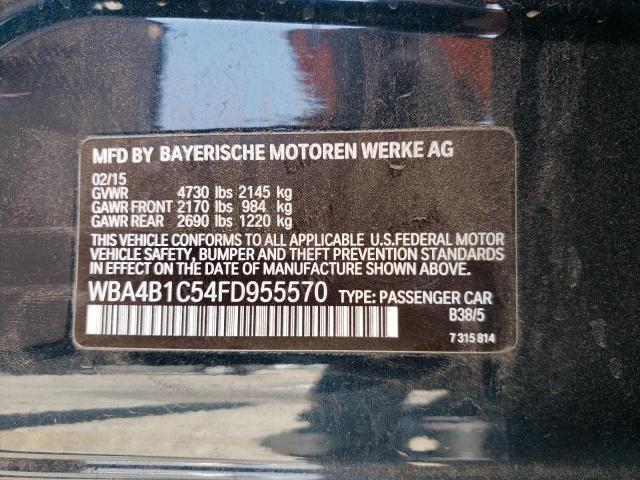 MFD BY BAYERISCHE MOTOREN WERKE AG
02/15
GVWR 4730 lbs 2145 kg
GAWR FRONT 2170 lbs 984 kg
GAWR REAR 2690 lbs 1220 kg
THIS VEHICLE CONFORMS TO ALL APPLICABLE U.S.FEDERAL MOTOR
VEHICLE SAFETY, BUMPER AND THEFT PREVENTION STANDARDS
IN EFFECT ON THE DATE OF MANUFACTURE SHOWN ABOVE.
WBA4B1C54FD955570 TYPE: PASSENGER CAR
B38/5
7 315 814